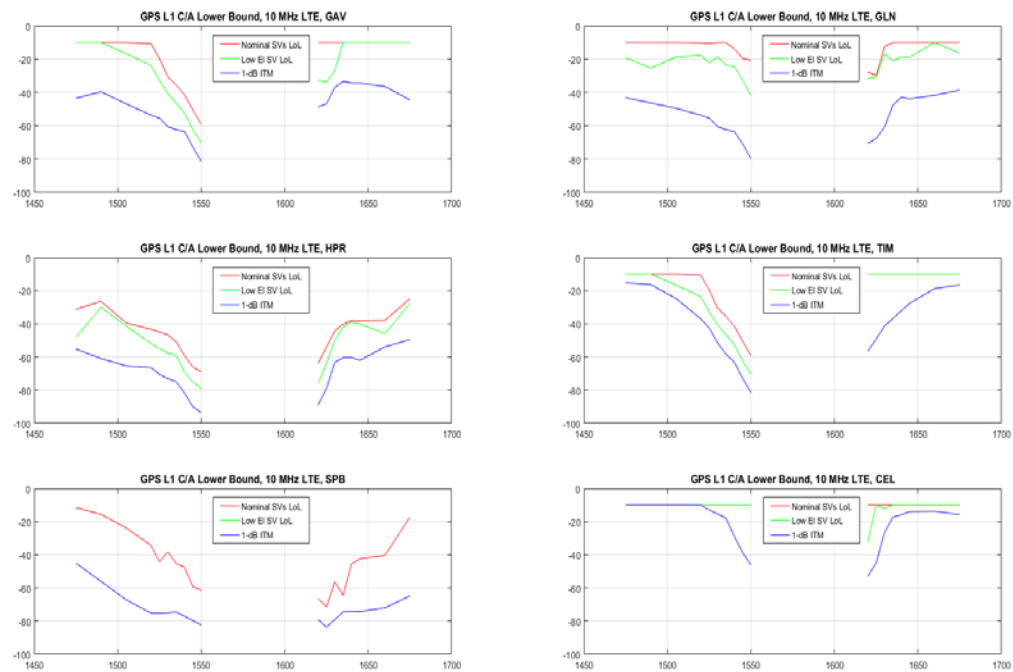 GPS L1 C/A Lower Bound, 10 MHz LTE, GAV
0
-20
-40
-60
-80
-100
1450 1500 1550 1600 1650 1700
Nominal SVs LoL
Low El SV LoL
1-dB ITM
GPS L1 C/A Lower Bound, 10 MHz LTE, GLN
0
-20
-40
-60
-80
-100
1450 1500 1550 1600 1650 1700
Nominal SVs LoL
Low El SV LoL
1-dB ITM
GPS L1 C/A Lower Bound, 10 MHz LTE, HPR
0
-20
-40
-60
-80
-100
1450 1500 1550 1600 1650 1700
Nominal SVs LoL
Low El SV LoL
1-dB ITM
GPS L1 C/A Lower Bound, 10 MHz LTE, TIM
0
-20
-40
-60
-80
-100
1450 1500 1550 1600 1650 1700
Nominal SVs LoL
Low El SV LoL
1-dB ITM
GPS L1 C/A Lower Bound, 10 MHz LTE, SPB
0
-20
-40
-60
-80
-100
1450 1500 1550 1600 1650 1700
Nominal SVs LoL
Low El SV LoL
1-dB ITM
GPS L1 C/A Lower Bound, 10 MHz LTE, CEL
0
-20
-40
-60
-80
-100
1450 1500 1550 1600 1650 1700
Nominal SVs LoL
Low El SV LoL
1-dB ITM